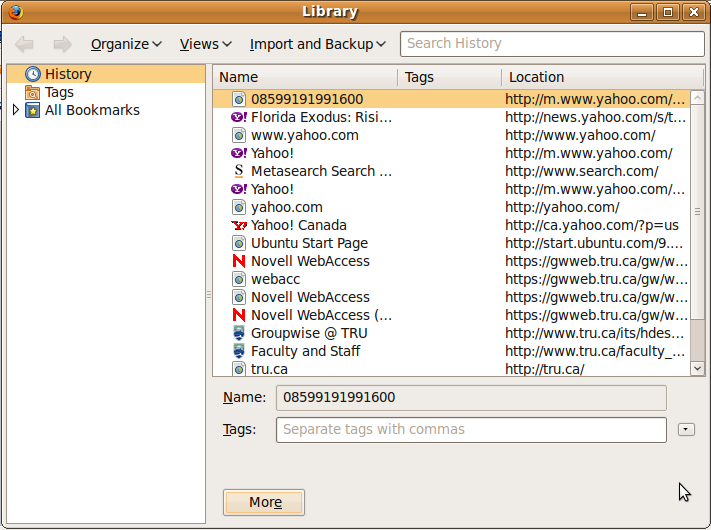 Library
Organize Views Import and Backup Search History
History
Tags
All Bookmarks
Name Tags Location
08599191991600 http://m.www.yahoo.com/...
Florida Exodus: Risi... http://news.yahoo.com/s/t...
www.yahoo.com http://www.yahoo.com/
Yahoo! http://m.www.yahoo.com/
Metasearch Search ... http://www.search.com/
Yahoo! http://m.www.yahoo.com/...
yahoo.com http://yahoo.com/
Yahoo! Canada http://ca.yahoo.com/?p=us
Ubuntu Start Page http://start.ubuntu.com/9....
Novell WebAccess https://gwweb.tru.ca/gw/w...
webacc https://gwweb.tru.ca/gw/w...
Novell WebAccess https://gwweb.tru.ca/gw/w...
Novell WebAccess (... https://gwweb.tru.ca/gw/w...
Groupwise @ TRU http://www.tru.ca/its/hdes...
Faculty and Staff http://www.tru.ca/faculty_...
tru.ca http://tru.ca/
Name: 08599191991600
Tags: Separate tags with commas
More